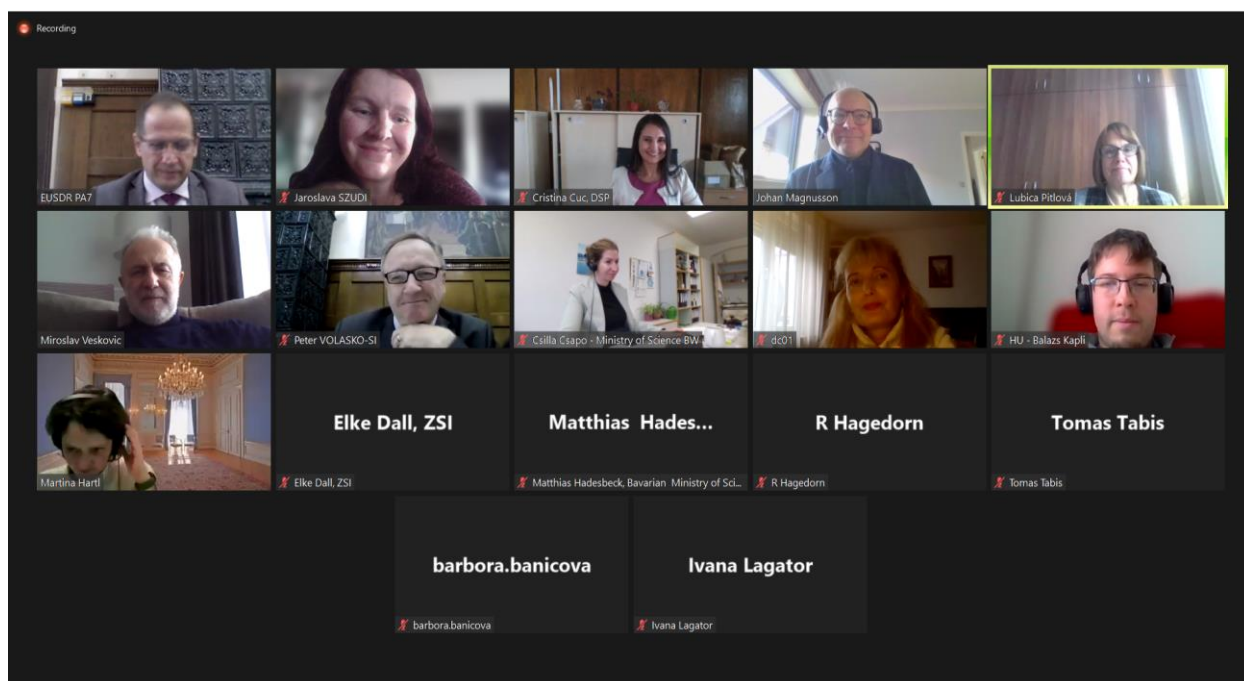 Recording
EUSDR PA7
Jaroslava SZUDI
Cristina Cuc, DSP
Johan Magnusson
Lubica Pitlová
Miroslav Veskovic
Peter VOLASKO-SI
Csilla Csapo - Ministry of Science BW
dc01
HU - Balazs Kapli
Martina Hartl
Elke Dall, ZSI
Elke Dall, ZSI
Matthias Hades...
Matthias Hadesbeck, Bavarian Ministry of Sci...
R Hagedorn
R Hagedorn
Tomas Tabis
Tomas Tabis
barbora.banicova
barbora.banicova
Ivana Lagator
Ivana Lagator